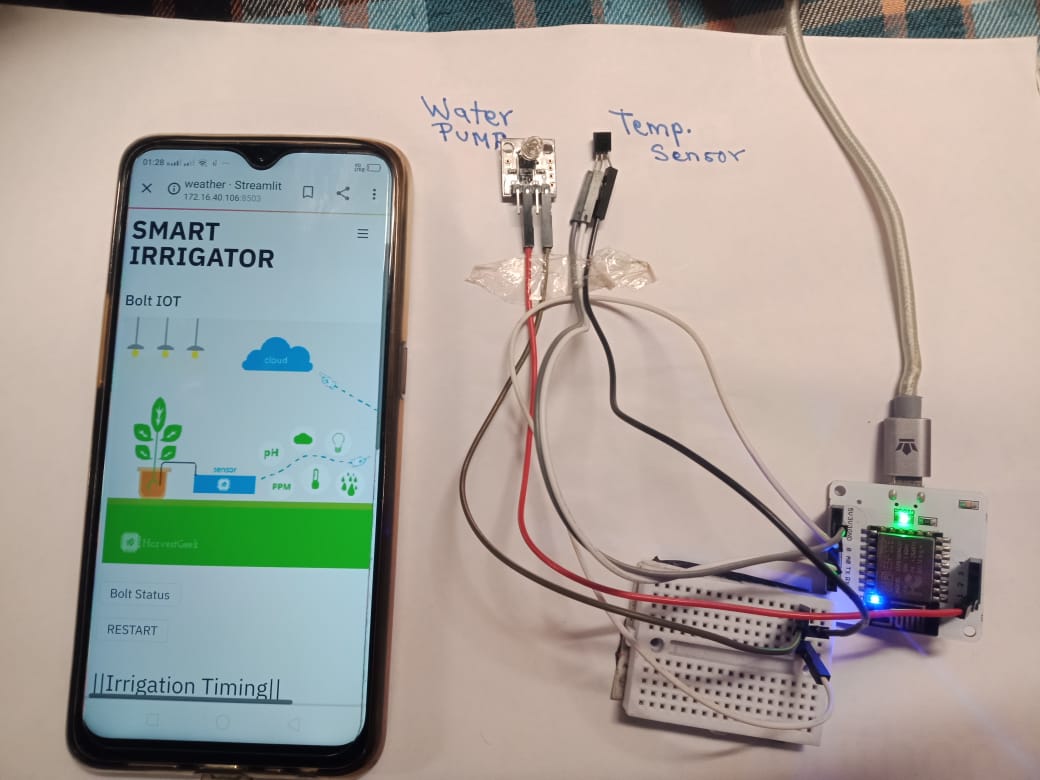 Water
PUMP
Temp.
Sensor
01:28
weather · Streamlit
172.16.40.106:8503
SMART
IRRIGATOR
Bolt IOT
cloud
pH
sensor
PPM
HarvestGeek
Bolt Status
RESTART
||Irrigation Timing||